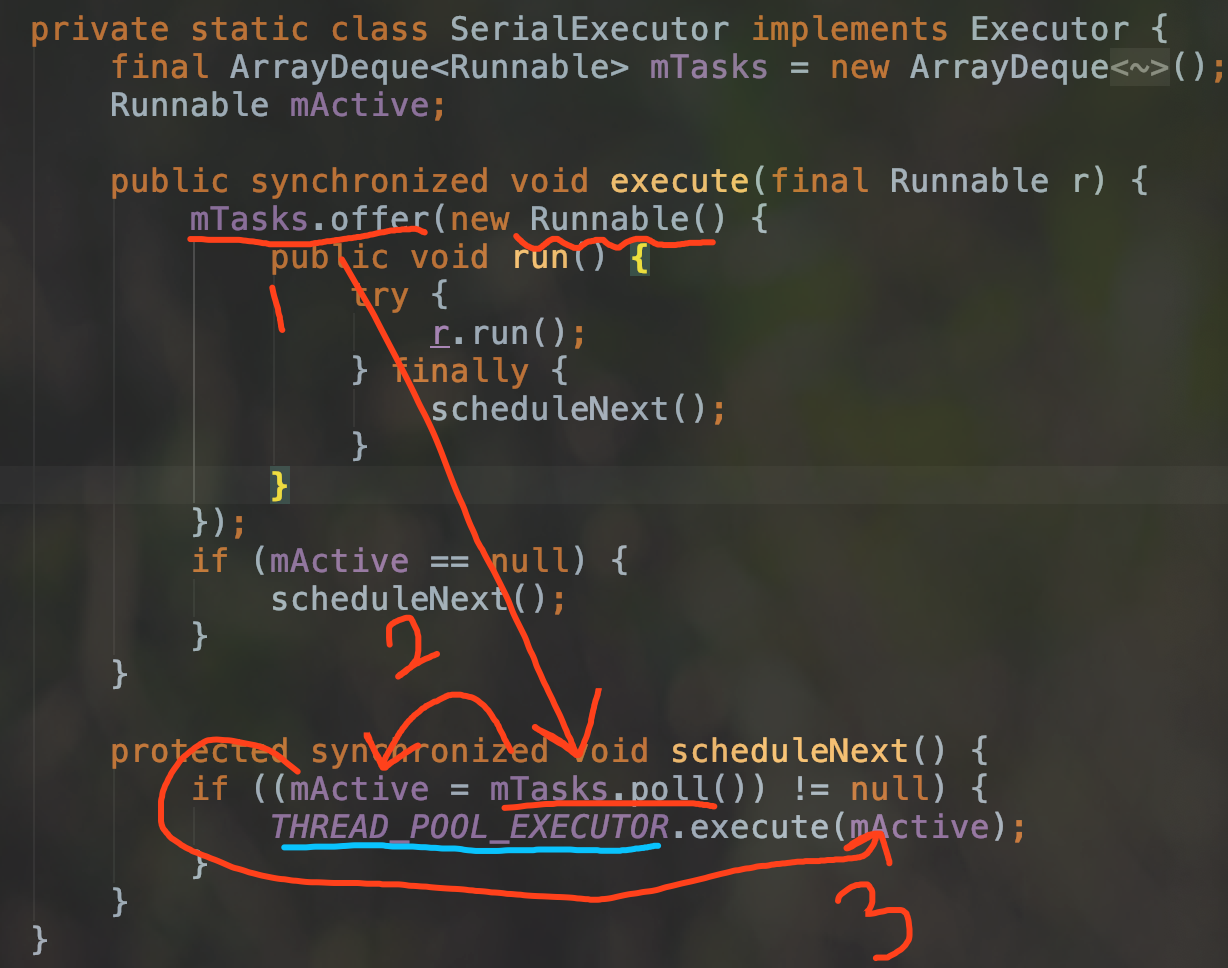 private static class SerialExecutor implements Executor {
    final ArrayDeque<Runnable> mTasks = new ArrayDeque<~>();
    Runnable mActive;

    public synchronized void execute(final Runnable r) {
        mTasks.offer(new Runnable() {
            public void run() {
1
                try {
                    r.run();
                } finally {
                    scheduleNext();
                }
            }
        });
        if (mActive == null) {
            scheduleNext();
        }
2
    }

    protected synchronized void scheduleNext() {
        if ((mActive = mTasks.poll()) != null) {
            THREAD_POOL_EXECUTOR.execute(mActive);
        }
    }
3
}